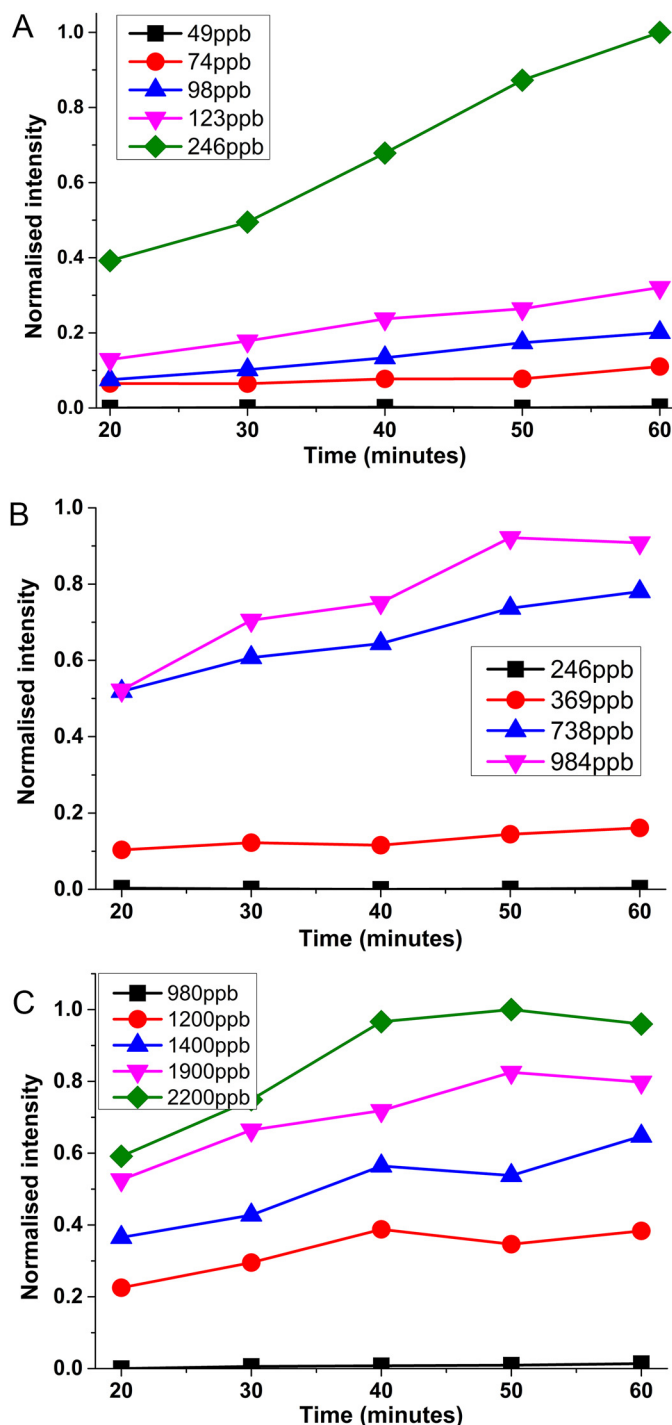 A
49ppb
74ppb
98ppb
123ppb
246ppb
1.0
0.8
0.6
0.4
0.2
0.0
Normalised intensity
20 30 40 50 60
Time (minutes)
B
1.0
0.8
0.6
0.4
0.2
0.0
Normalised intensity
246ppb
369ppb
738ppb
984ppb
20 30 40 50 60
Time (minutes)
C
980ppb
1200ppb
1400ppb
1900ppb
2200ppb
1.0
0.8
0.6
0.4
0.2
0.0
Normalised intensity
20 30 40 50 60
Time (minutes)